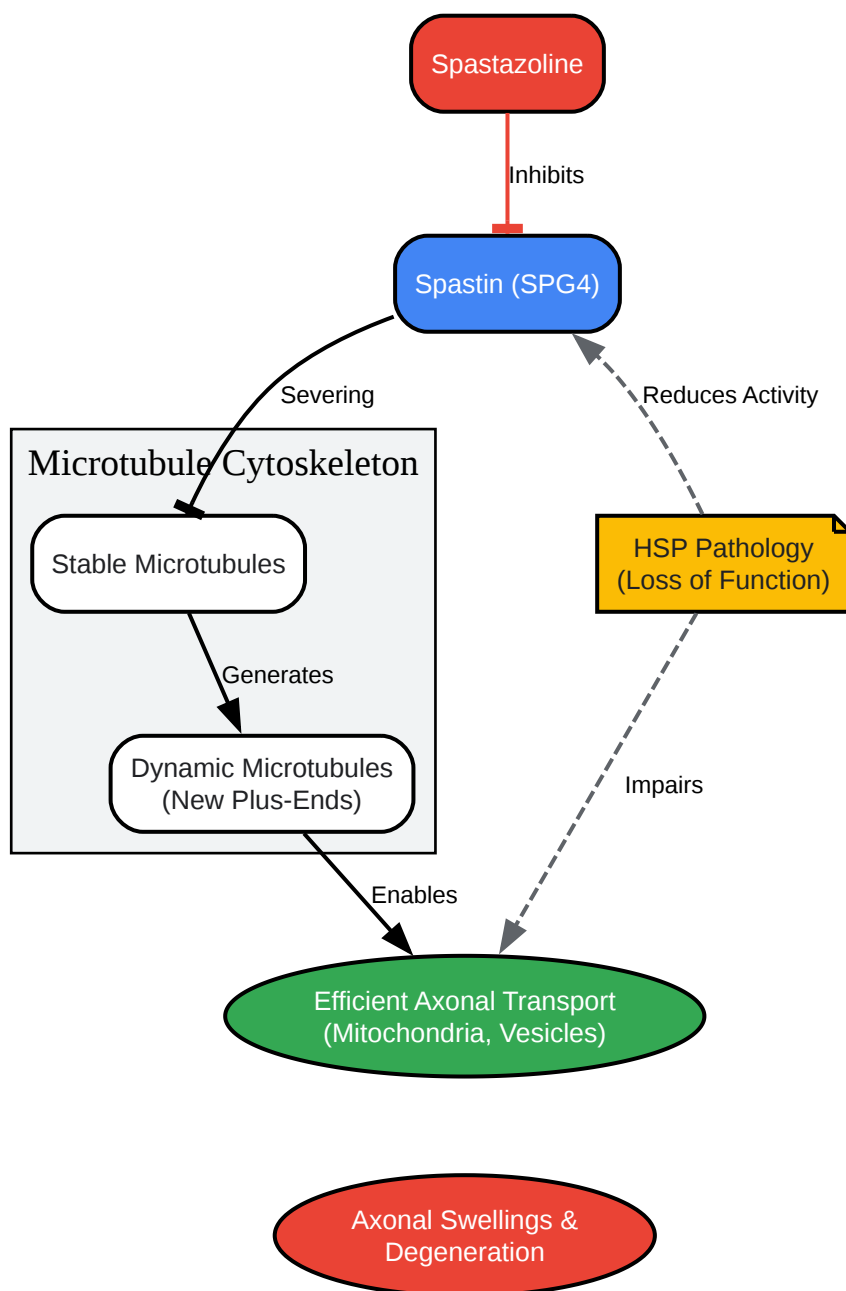 Spastazoline
Inhibits
Spastin (SPG4)
Severing
Reduces Activity
Microtubule Cytoskeleton
Stable Microtubules
HSP Pathology
(Loss of Function)
Generates
Dynamic Microtubules
(New Plus-Ends)
Impairs
Enables
Efficient Axonal Transport
(Mitochondria, Vesicles)
Axonal Swellings &
Degeneration